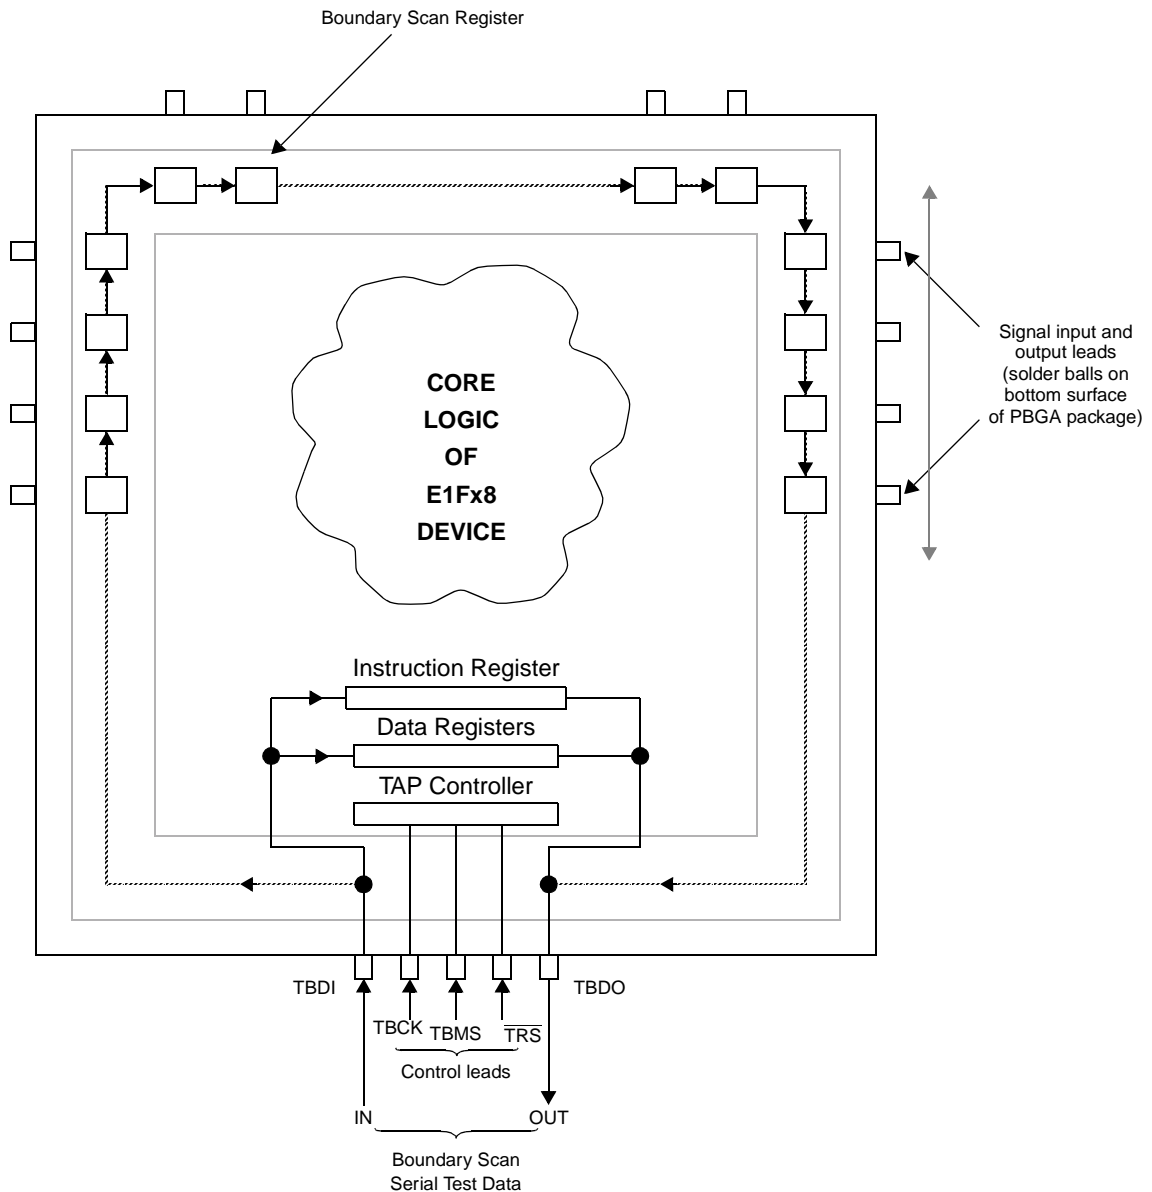 Boundary Scan Register
Signal input and
output leads
(solder balls on
bottom surface
of PBGA package)
CORE
LOGIC
OF
E1Fx8
DEVICE
Instruction Register
Data Registers
TAP Controller
TBDI
TBDO
TBCK
TBMS
TRS
Control leads
IN
OUT
Boundary Scan
Serial Test Data